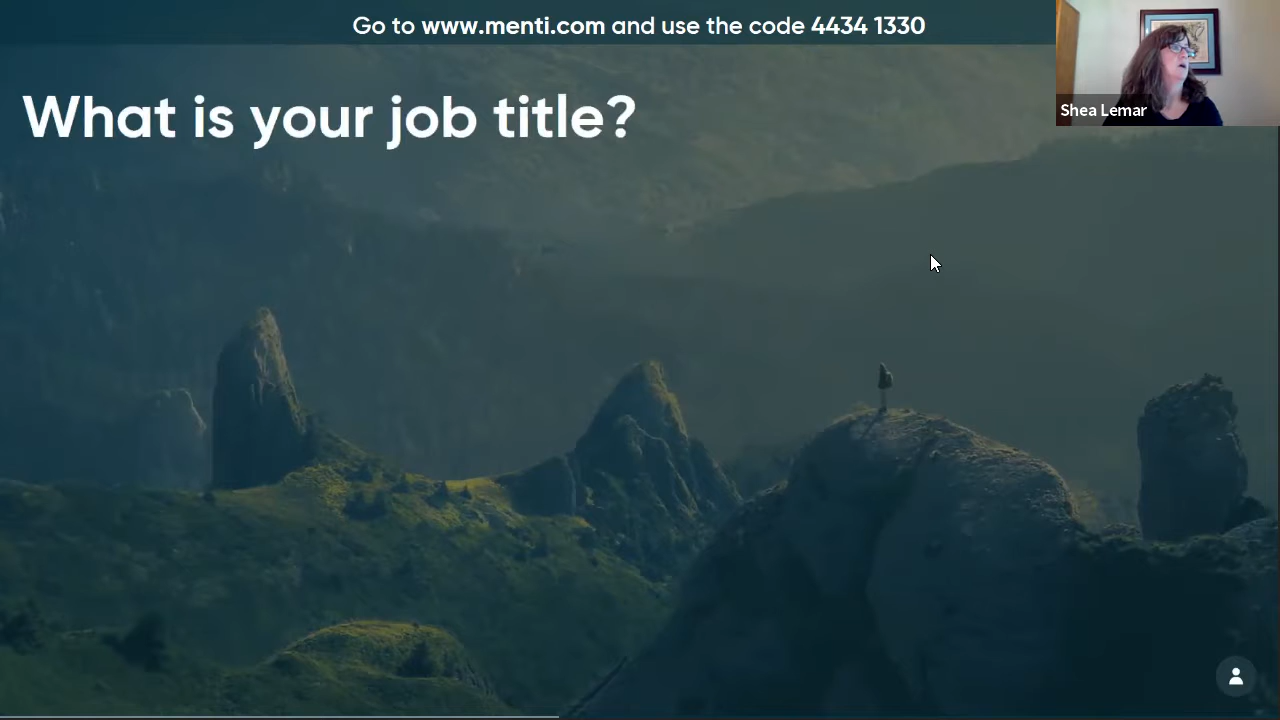 Go to www.menti.com and use the code 4434 1330
What is your job title?
Shea Lemar